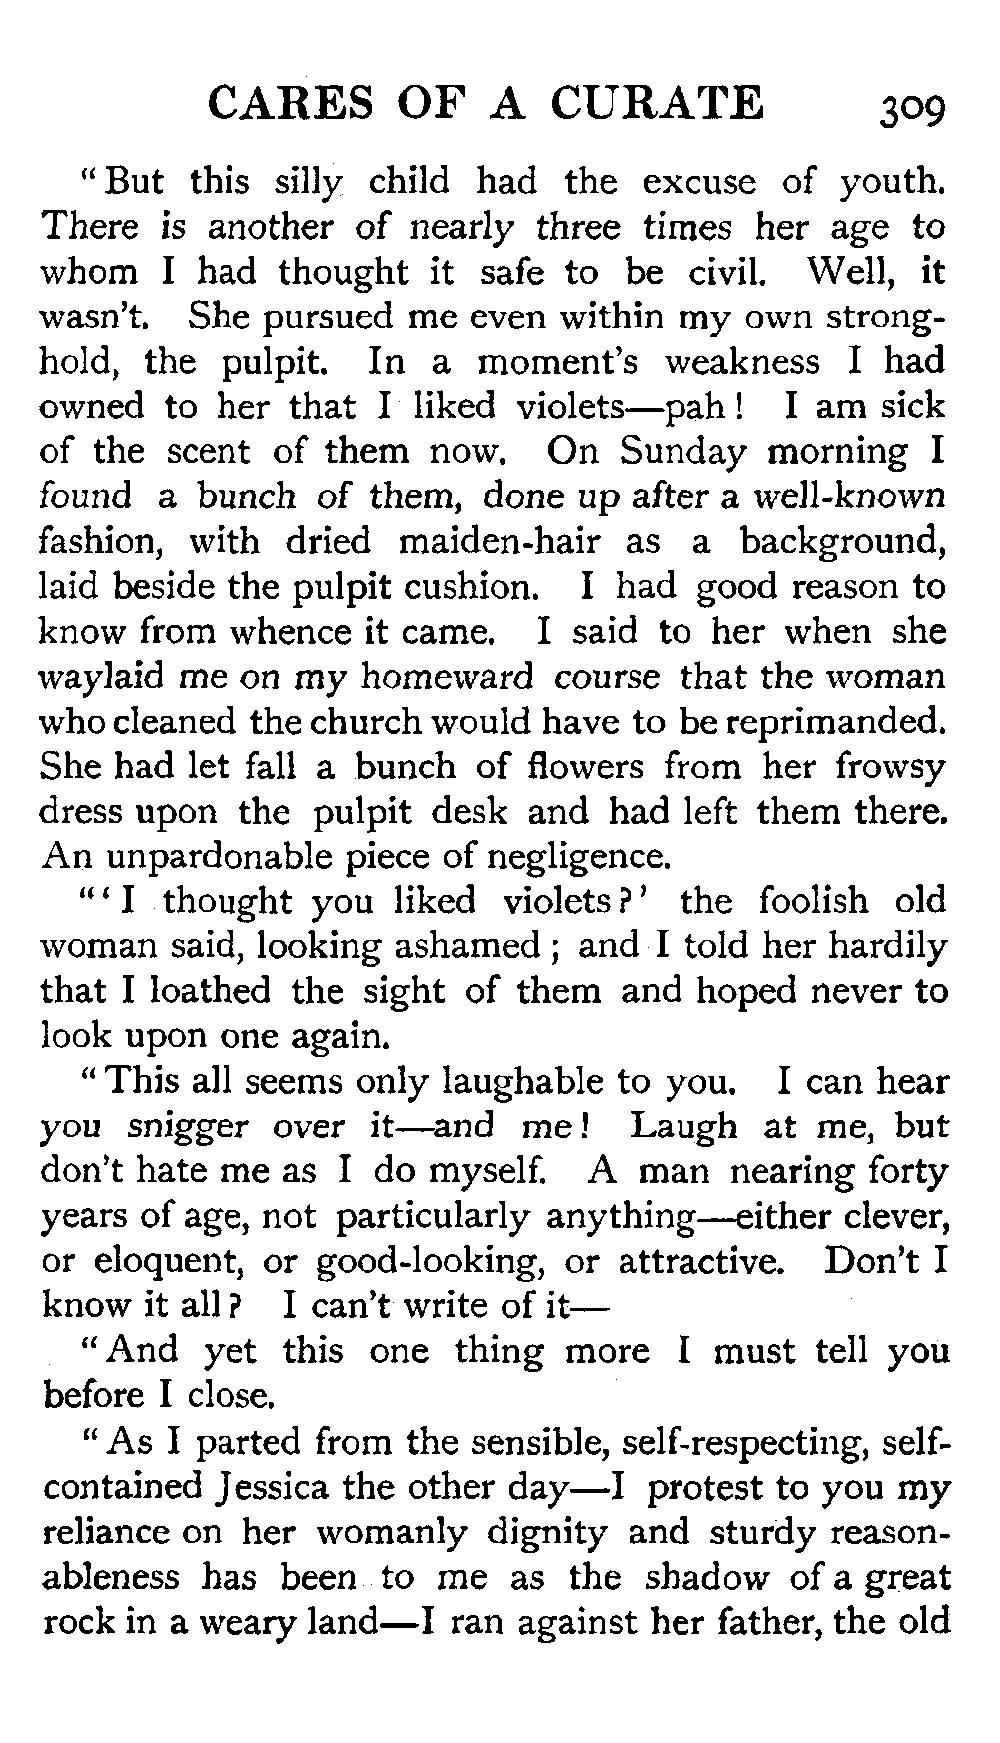 CARES OF A CURATE 309
"But this silly child had the excuse of youth.
There is another of nearly three times her age to
whom I had thought it safe to be civil. Well, it
wasn't. She pursued me even within my own strong-
hold, the pulpit. In a moment's weakness I had
owned to her that I liked violets—pah! I am sick
of the scent of them now. On Sunday morning I
found a bunch of them, done up after a well-known
fashion, with dried maiden-hair as a background,
laid beside the pulpit cushion. I had good reason to
know from whence it came. I said to her when she
waylaid me on my homeward course that the woman
who cleaned the church would have to be reprimanded.
She had let fall a bunch of flowers from her frowsy
dress upon the pulpit desk and had left them there.
An unpardonable piece of negligence.
"'I thought you liked violets?' the foolish old
woman said, looking ashamed; and I told her hardily
that I loathed the sight of them and hoped never to
look upon one again.
"This all seems only laughable to you. I can hear
you snigger over it—and me! Laugh at me, but
don't hate me as I do myself. A man nearing forty
years of age, not particularly anything—either clever,
or eloquent, or good-looking, or attractive. Don't I
know it all? I can't write of it—
"And yet this one thing more I must tell you
before I close.
"As I parted from the sensible, self-respecting, self-
contained Jessica the other day—I protest to you my
reliance on her womanly dignity and sturdy reason-
ableness has been to me as the shadow of a great
rock in a weary land—I ran against her father, the old